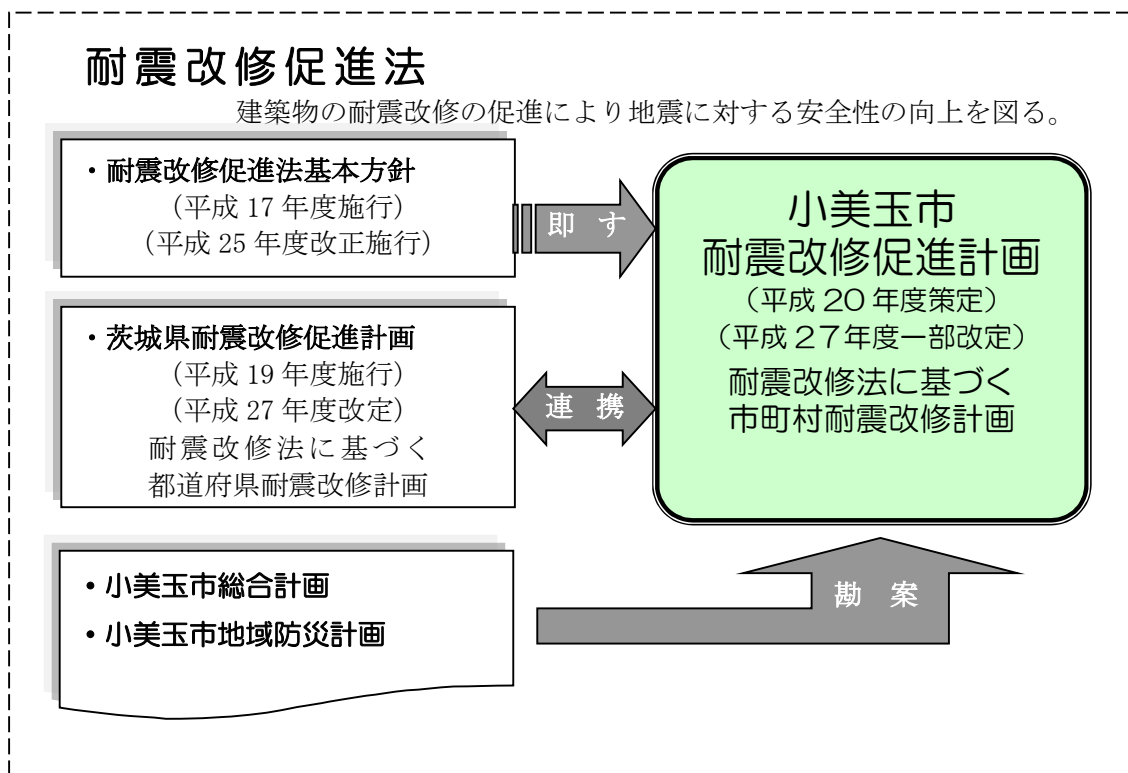 耐震改修促進法
建築物の耐震改修の促進により地震に対する安全性の向上を図る。
・耐震改修促進法基本方針
（平成 17 年度施行）
（平成 25 年度改正施行）
即 す
・茨城県耐震改修促進計画
（平成 19 年度施行）
（平成 27 年度改定）
耐震改修法に基づく
都道府県耐震改修計画
連 携
小美玉市
耐震改修促進計画
（平成 20 年度策定）
（平成２７年度一部改定）
耐震改修法に基づく
市町村耐震改修計画
・小美玉市総合計画
・小美玉市地域防災計画
勘 案